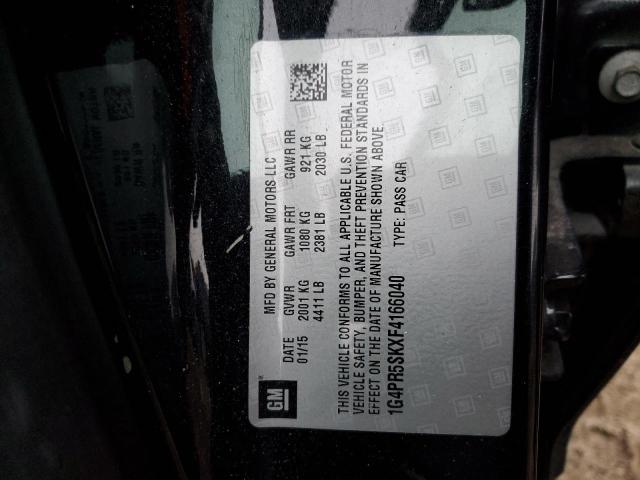 MFD BY GENERAL MOTORS LLC
DATE GVWR GAWR FRT GAWR RR
01/15 2001 KG 1080 KG 921 KG
4411 LB 2381 LB 2030 LB
THIS VEHICLE CONFORMS TO ALL APPLICABLE U.S. FEDERAL MOTOR
VEHICLE SAFETY, BUMPER, AND THEFT PREVENTION STANDARDS IN
EFFECT ON THE DATE OF MANUFACTURE SHOWN ABOVE.
1G4PR5SKXF4166040 TYPE: PASS CAR
GM